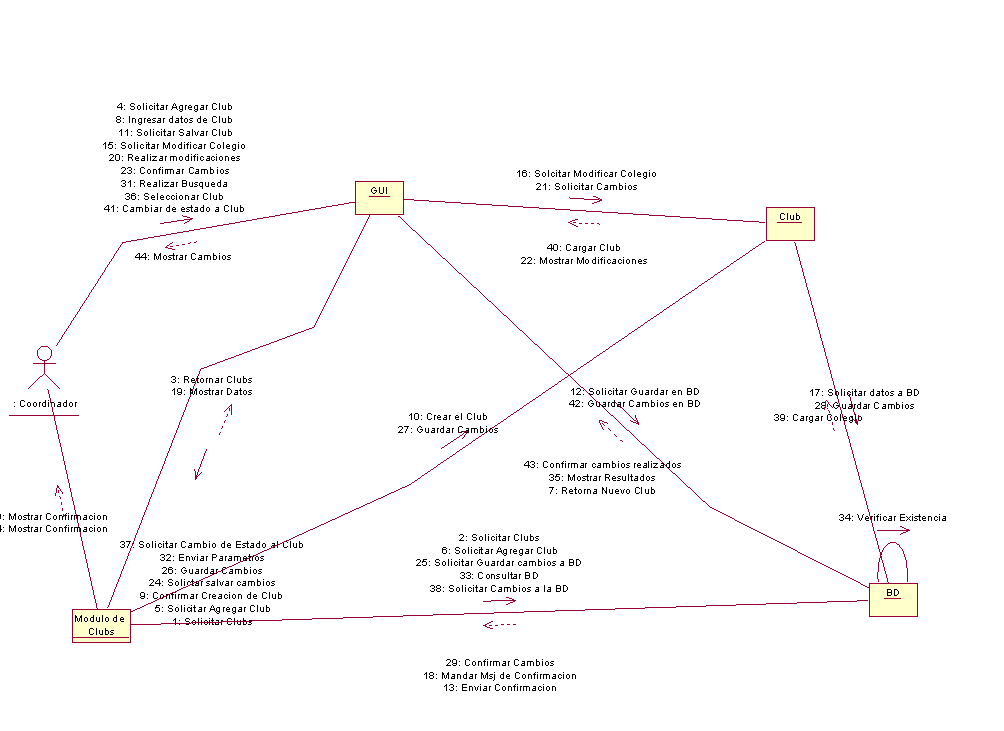 4: Solicitar Agregar Club
8: Ingresar datos de Club
11: Solicitar Salvar Club
15: Solicitar Modificar Colegio
20: Realizar modificaciones
23: Confirmar Cambios
31: Realizar Busqueda
36: Seleccionar Club
41: Cambiar de estado a Club
44: Mostrar Cambios
GUI
16: Solcitar Modificar Colegio
21: Solicitar Cambios
Club
40: Cargar Club
22: Mostrar Modificaciones
: Coordinador
3: Retornar Clubs
19: Mostrar Datos
10: Crear el Club
27: Guardar Cambios
12: Solicitar Guardar en BD
42: Guardar Cambios en BD
17: Solicitar datos a BD
28: Guardar Cambios
39: Cargar Colegio
43: Confirmar cambios realizados
35: Mostrar Resultados
7: Retorna Nuevo Club
: Mostrar Confirmacion
4: Mostrar Confirmacion
34: Verificar Existencia
37: Solicitar Cambio de Estado al Club
32: Enviar Parametros
26: Guardar Cambios
24: Solictar salvar cambios
9: Confirmar Creacion de Club
5: Solicitar Agregar Club
1: Solicitar Clubs
2: Solicitar Clubs
6: Solicitar Agregar Club
25: Solicitar Guardar cambios a BD
33: Consultar BD
38: Solicitar Cambios a la BD
BD
Modulo de
Clubs
29: Confirmar Cambios
18: Mandar Msj de Confirmacion
13: Enviar Confirmacion